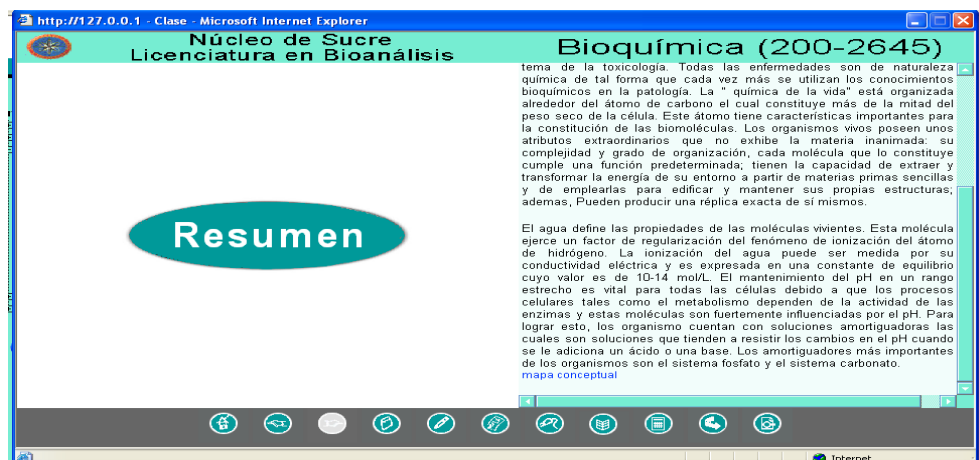 http://127.0.0.1 - Clase - Microsoft Internet Explorer
Núcleo de Sucre
Licenciatura en Bioanálisis
Bioquímica (200-2645)
tema de la toxicología. Todas las enfermedades son de naturaleza
química de tal forma que cada vez más se utilizan los conocimientos
bioquímicos en la patología. La " química de la vida" está organizada
alrededor del átomo de carbono el cual constituye más de la mitad del
peso seco de la célula. Este átomo tiene características importantes para
la constitución de las biomoléculas. Los organismos vivos poseen unos
atributos extraordinarios que no exhibe la materia inanimada: su
complejidad y grado de organización, cada molécula que lo constituye
cumple una función predeterminada; tienen la capacidad de extraer y
transformar la energía de su entorno a partir de materias primas sencillas
y de emplearlas para edificar y mantener sus propias estructuras;
ademas, Pueden producir una réplica exacta de sí mismos.
Resumen
El agua define las propiedades de las moléculas vivientes. Esta molécula
ejerce un factor de regularización del fenómeno de ionización del átomo
de hidrógeno. La ionización del agua puede ser medida por su
conductividad eléctrica y es expresada en una constante de equilibrio
cuyo valor es de 10-14 mol/L. El mantenimiento del pH en un rango
estrecho es vital para todas las células debido a que los procesos
celulares tales como el metabolismo dependen de la actividad de las
enzimas y estas moléculas son fuertemente influenciadas por el pH. Para
lograr esto, los organismo cuentan con soluciones amortiguadoras las
cuales son soluciones que tienden a resistir los cambios en el pH cuando
se le adiciona un ácido o una base. Los amortiguadores más importantes
de los organismos son el sistema fosfato y el sistema carbonato.
mapa conceptual
Internet